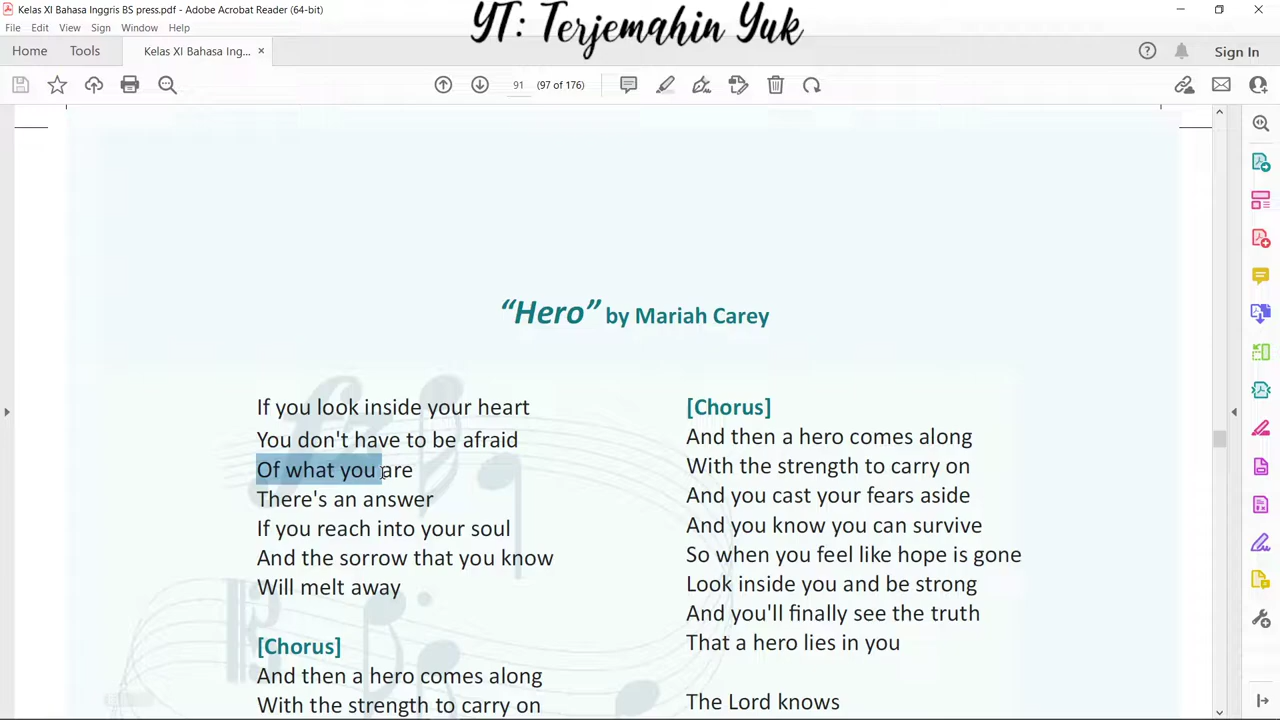 Kelas XI Bahasa Inggris BS press.pdf - Adobe Acrobat Reader (64-bit)
YT: Terjemahin Yuk
File Edit View Sign Window Help
Home Tools Kelas XI Bahasa Ing... × Sign In
91 (97 of 176)
“Hero” by Mariah Carey
If you look inside your heart
You don't have to be afraid
Of what you are
There's an answer
If you reach into your soul
And the sorrow that you know
Will melt away
[Chorus]
And then a hero comes along
With the strength to carry on
[Chorus]
And then a hero comes along
With the strength to carry on
And you cast your fears aside
And you know you can survive
So when you feel like hope is gone
Look inside you and be strong
And you'll finally see the truth
That a hero lies in you
The Lord knows